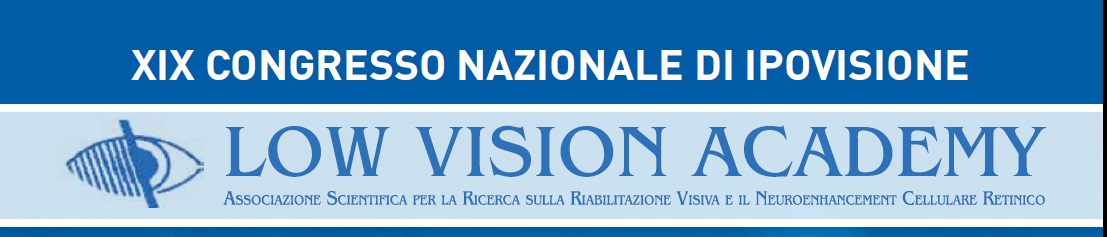 XIX CONGRESSO NAZIONALE DI IPOVISIONE
LOW VISION ACADEMY
Associazione Scientifica per la Ricerca sulla Riabilitazione Visiva e il Neuroenhancement Cellulare Retinico